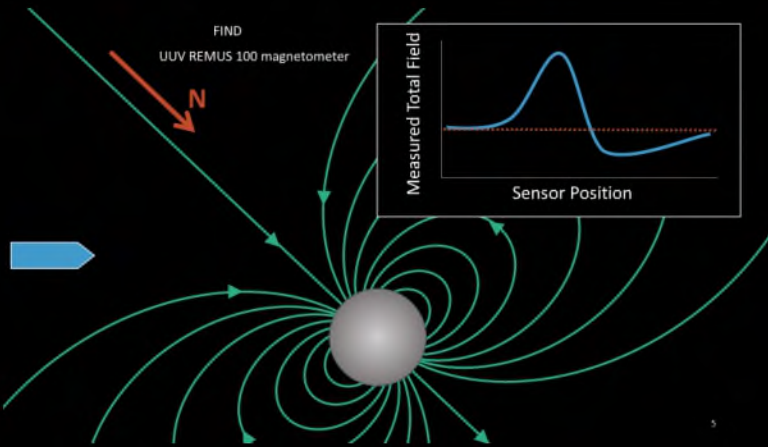 FIND
UUV REMUS 100 magnetometer
N
Measured Total Field
Sensor Position
5